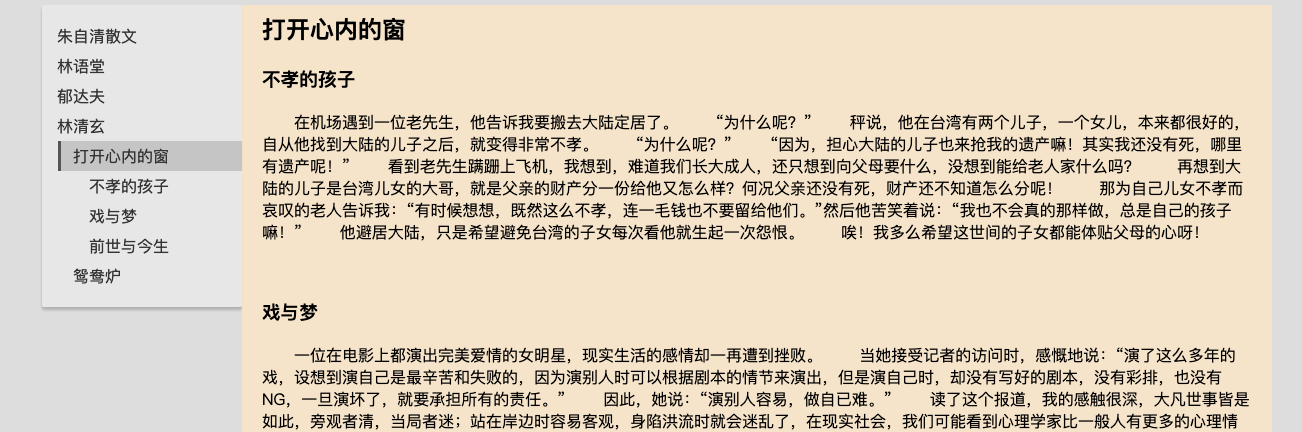 朱自清散文
林语堂
郁达夫
林清玄
打开心内的窗
不孝的孩子
戏与梦
前世与今生
鸳鸯炉
打开心内的窗
不孝的孩子
在机场遇到一位老先生，他告诉我要搬去大陆定居了。 “为什么呢？” 秤说，他在台湾有两个儿子，一个女儿，本来都很好的，
自从他找到大陆的儿子之后，就变得非常不孝。 “为什么呢？” “因为，担心大陆的儿子也来抢我的遗产嘛！其实我还没有死，哪里
有遗产呢！” 看到老先生蹒跚上飞机，我想到，难道我们长大成人，还只想到向父母要什么，没想到能给老人家什么吗？ 再想到大
陆的儿子是台湾儿女的大哥，就是父亲的财产分一份给他又怎么样？何况父亲还没有死，财产还不知道怎么分呢！ 那为自己儿女不孝而
哀叹的老人告诉我：“有时候想想，既然这么不孝，连一毛钱也不要留给他们。”然后他苦笑着说：“我也不会真的那样做，总是自己的孩子
嘛！” 他避居大陆，只是希望避免台湾的子女每次看他就生起一次怨恨。 唉！我多么希望这世间的子女都能体贴父母的心呀！
戏与梦
一位在电影上都演出完美爱情的女明星，现实生活的感情却一再遭到挫败。 当她接受记者的访问时，感慨地说：“演了这么多年的
戏，设想到演自己是最辛苦和失败的，因为演别人时可以根据剧本的情节来演出，但是演自己时，却没有写好的剧本，没有彩排，也没有
NG，一旦演坏了，就要承担所有的责任。” 因此，她说：“演别人容易，做自已难。” 读了这个报道，我的感触很深，大凡世事皆是
如此，旁观者清，当局者迷；站在岸边时容易客观，身陷洪流时就会迷乱了，在现实社会，我们可能看到心理学家比一般人有更多的心理情